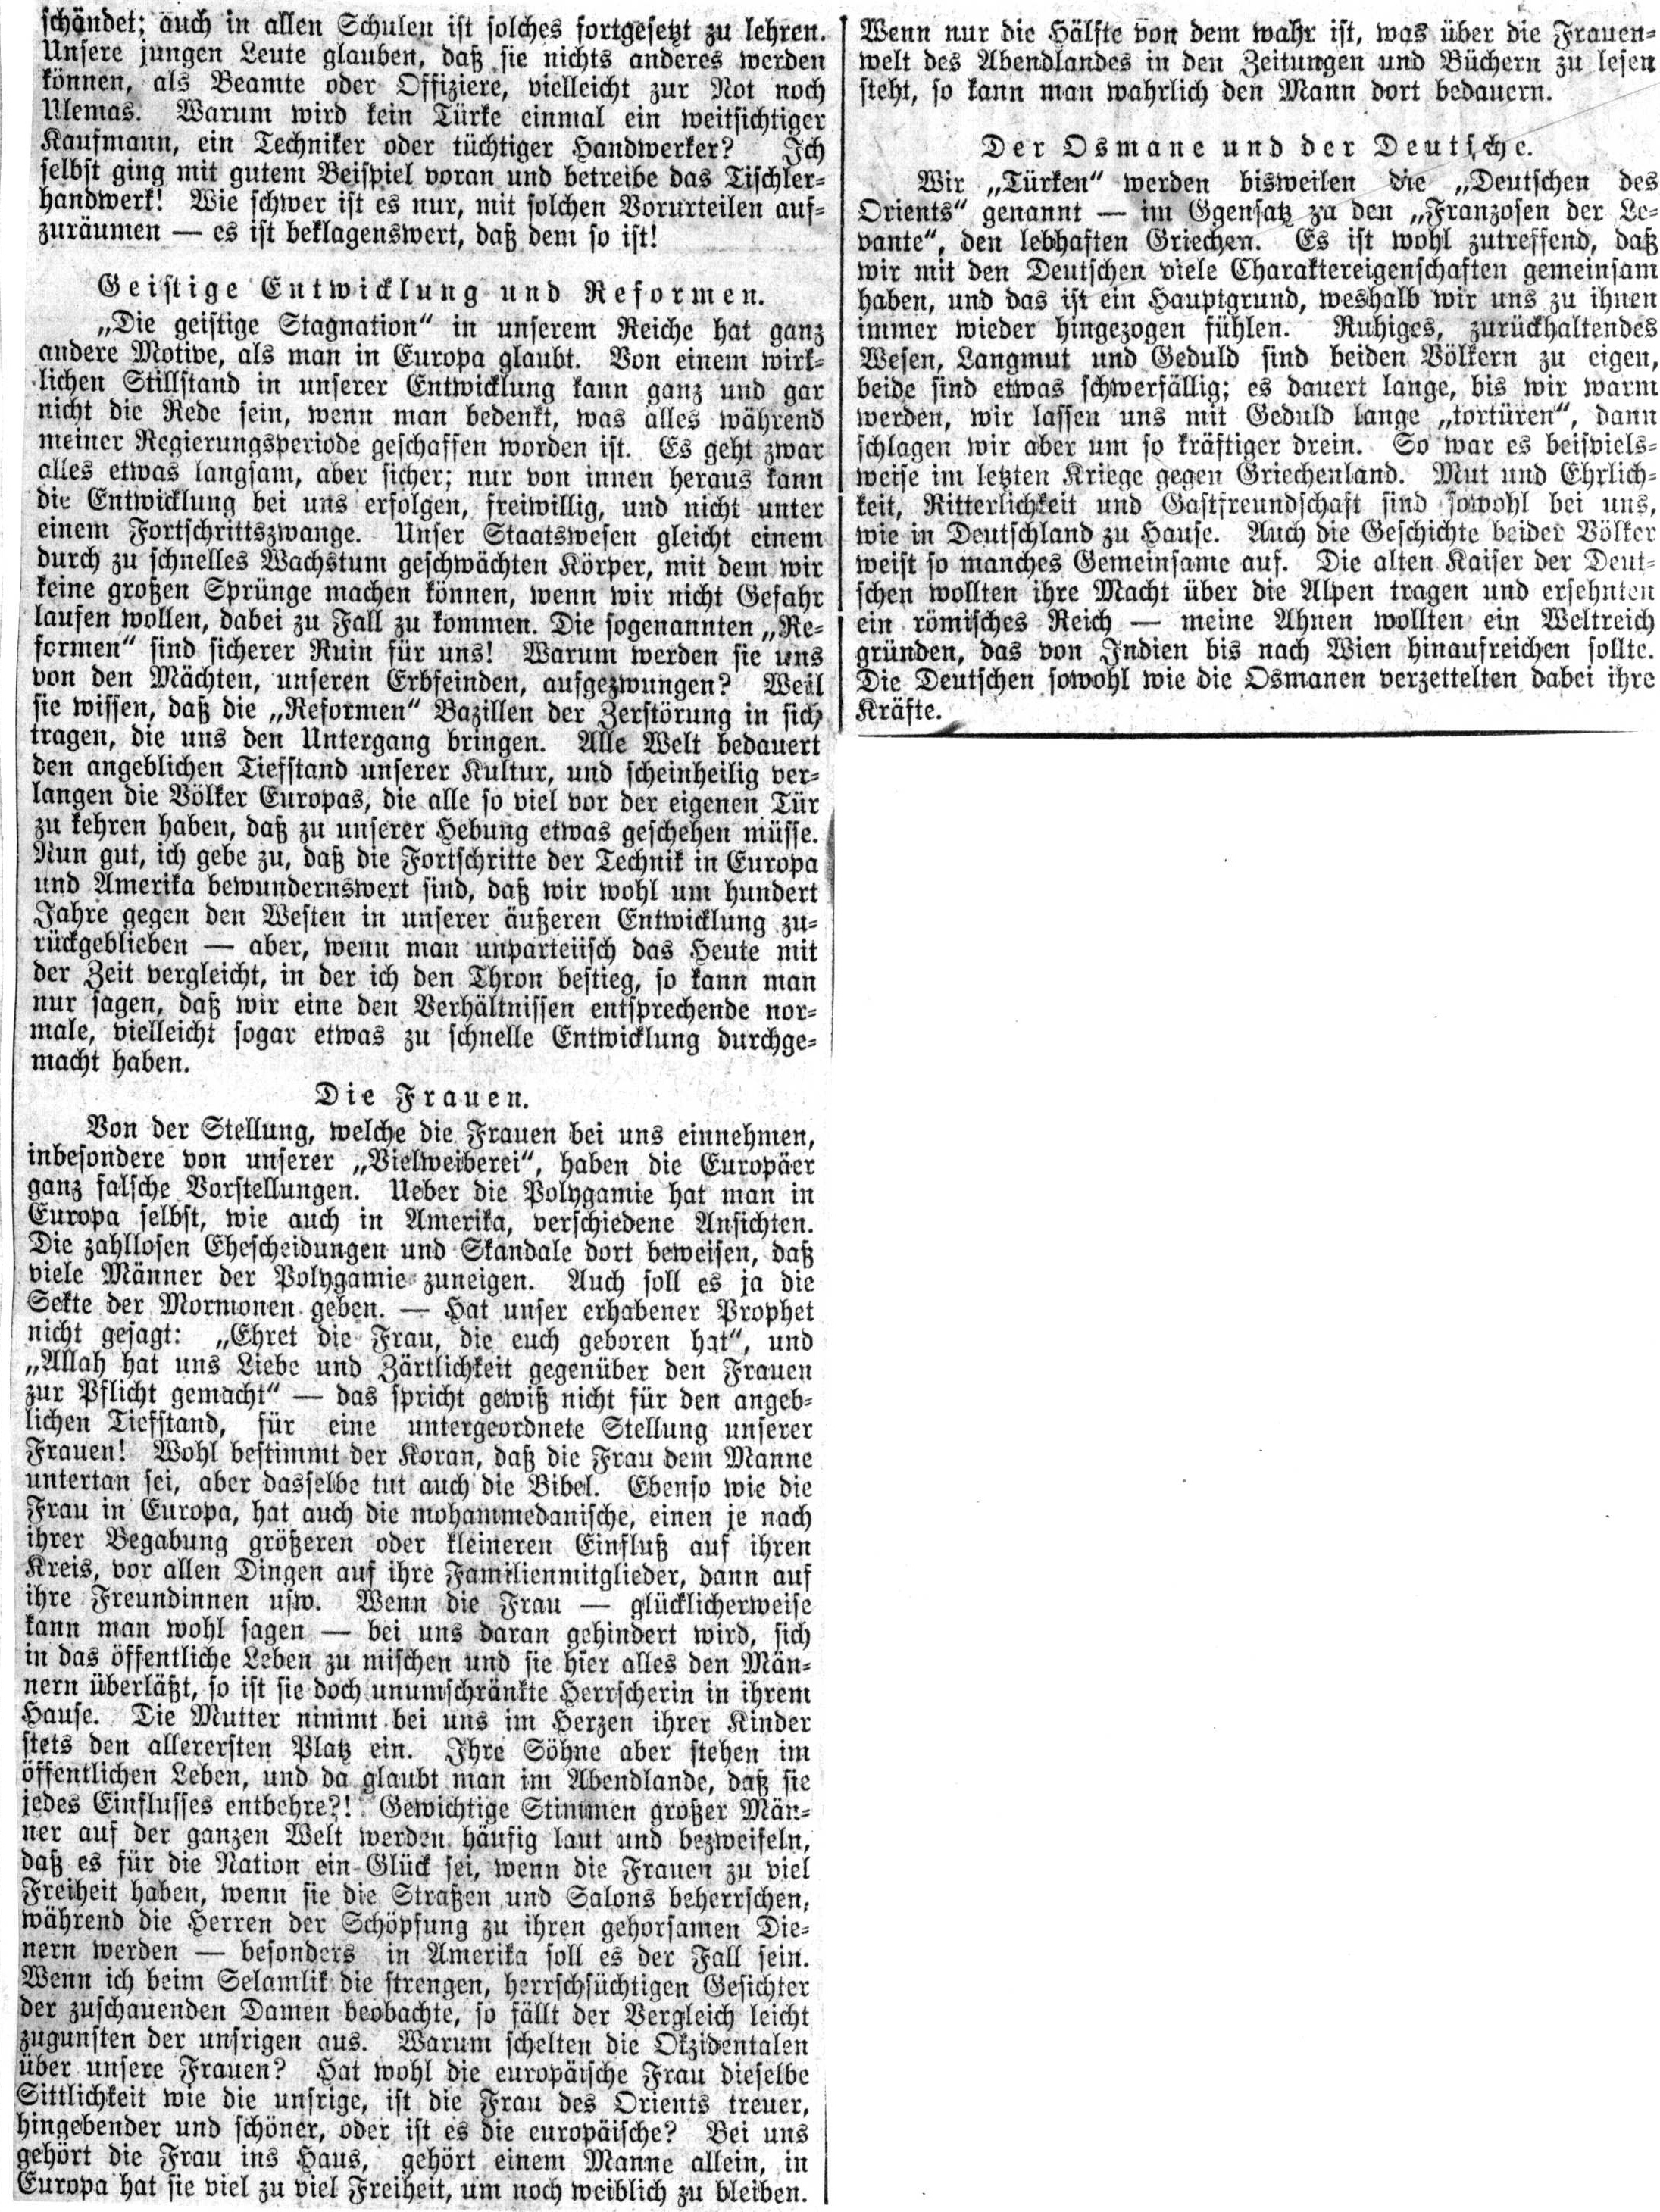 schändet; auch in allen Schulen ist solches fortgesetzt zu lehren.
Unsere jungen Leute glauben, daß sie nichts anderes werden
können, als Beamte oder Offiziere, vielleicht zur Not noch
Ulemas. Warum wird kein Türke einmal ein weitsichtiger
Kaufmann, ein Techniker oder tüchtiger Handwerker? Ich
selbst ging mit gutem Beispiel voran und betreibe das Tischler-
handwerk! Wie schwer ist es nur, mit solchen Vorurteilen auf-
zuräumen — es ist beklagenswert, daß dem so ist!
Geistige Entwicklung und Reformen.
„Die geistige Stagnation“ in unserem Reiche hat ganz
andere Motive, als man in Europa glaubt. Von einem wirk-
lichen Stillstand in unserer Entwicklung kann ganz und gar
nicht die Rede sein, wenn man bedenkt, was alles während
meiner Regierungsperiode geschaffen worden ist. Es geht zwar
alles etwas langsam, aber sicher; nur von innen heraus kann
die Entwicklung bei uns erfolgen, freiwillig, und nicht unter
einem Fortschrittszwange. Unser Staatswesen gleicht einem
durch zu schnelles Wachstum geschwächten Körper, mit dem wir
keine großen Sprünge machen können, wenn wir nicht Gefahr
laufen wollen, dabei zu Fall zu kommen. Die sogenannten „Re-
formen“ sind sicherer Ruin für uns! Warum werden sie uns
von den Mächten, unseren Erbfeinden, aufgezwungen? Weil
sie wissen, daß die „Reformen“ Bazillen der Zerstörung in sich
tragen, die uns den Untergang bringen. Alle Welt bedauert
den angeblichen Tiefstand unserer Kultur, und scheinheilig ver-
langen die Völker Europas, die alle so viel vor der eigenen Tür
zu kehren haben, daß zu unserer Hebung etwas geschehen müsse.
Nun gut, ich gebe zu, daß die Fortschritte der Technik in Europa
und Amerika bewundernswert sind, daß wir wohl um hundert
Jahre gegen den Westen in unserer äußeren Entwicklung zu-
rückgeblieben — aber, wenn man unparteiisch das Heute mit
der Zeit vergleicht, in der ich den Thron bestieg, so kann man
nur sagen, daß wir eine den Verhältnissen entsprechende nor-
male, vielleicht sogar etwas zu schnelle Entwicklung durchge-
macht haben.
Die Frauen.
Von der Stellung, welche die Frauen bei uns einnehmen,
inbesondere von unserer „Vielweiberei“, haben die Europäer
ganz falsche Vorstellungen. Ueber die Polygamie hat man in
Europa selbst, wie auch in Amerika, verschiedene Ansichten.
Die zahllosen Ehescheidungen und Skandale dort beweisen, daß
viele Männer der Polygamie zuneigen. Auch soll es ja die
Sekte der Mormonen geben. — Hat unser erhabener Prophet
nicht gesagt: „Ehret die Frau, die euch geboren hat“, und
„Allah hat uns Liebe und Zärtlichkeit gegenüber den Frauen
zur Pflicht gemacht“ — das spricht gewiß nicht für den angeb-
lichen Tiefstand, für eine untergeordnete Stellung unserer
Frauen! Wohl bestimmt der Koran, daß die Frau dem Manne
untertan sei, aber dasselbe tut auch die Bibel. Ebenso wie die
Frau in Europa, hat auch die mohammedanische, einen je nach
ihrer Begabung größeren oder kleineren Einfluß auf ihren
Kreis, vor allen Dingen auf ihre Familienmitglieder, dann auf
ihre Freundinnen usw. Wenn die Frau — glücklicherweise
kann man wohl sagen — bei uns daran gehindert wird, sich
in das öffentliche Leben zu mischen und sie hier alles den Män-
nern überläßt, so ist sie doch unumschränkte Herrscherin in ihrem
Hause. Die Mutter nimmt bei uns im Herzen ihrer Kinder
stets den allerersten Platz ein. Ihre Söhne aber stehen im
öffentlichen Leben, und da glaubt man im Abendlande, daß sie
jedes Einflusses entbehre?! Gewichtige Stimmen großer Män-
ner auf der ganzen Welt werden häufig laut und bezweifeln,
daß es für die Nation ein Glück sei, wenn die Frauen zu viel
Freiheit haben, wenn sie die Straßen und Salons beherrschen,
während die Herren der Schöpfung zu ihren gehorsamen Die-
nern werden — besonders in Amerika soll es der Fall sein.
Wenn ich beim Selamlik die strengen, herrschsüchtigen Gesichter
der zuschauenden Damen beobachte, so fällt der Vergleich leicht
zugunsten der unsrigen aus. Warum schelten die Okzidentalen
über unsere Frauen? Hat wohl die europäische Frau dieselbe
Sittlichkeit wie die unsrige, ist die Frau des Orients treuer,
hingebender und schöner, oder ist es die europäische? Bei uns
gehört die Frau ins Haus, gehört einem Manne allein, in
Europa hat sie viel zu viel Freiheit, um noch weiblich zu bleiben.
Wenn nur die Hälfte von dem wahr ist, was über die Frauen-
welt des Abendlandes in den Zeitungen und Büchern zu lesen
steht, so kann man wahrlich den Mann dort bedauern.
Der Osmane und der Deutsche.
Wir „Türken“ werden bisweilen die „Deutschen des
Orients“ genannt — im Ggensatz zu den „Franzosen der Le-
vante“, den lebhaften Griechen. Es ist wohl zutreffend, daß
wir mit den Deutschen viele Charaktereigenschaften gemeinsam
haben, und das ist ein Hauptgrund, weshalb wir uns zu ihnen
immer wieder hingezogen fühlen. Ruhiges, zurückhaltendes
Wesen, Langmut und Geduld sind beiden Völkern zu eigen,
beide sind etwas schwerfällig; es dauert lange, bis wir warm
werden, wir lassen uns mit Geduld lange „tortüren“, dann
schlagen wir aber um so kräftiger drein. So war es beispiels-
weise im letzten Kriege gegen Griechenland. Mut und Ehrlich-
keit, Ritterlichkeit und Gastfreundschaft sind sowohl bei uns,
wie in Deutschland zu Hause. Auch die Geschichte beider Völker
weist so manches Gemeinsame auf. Die alten Kaiser der Deut-
schen wollten ihre Macht über die Alpen tragen und ersehnten
ein römisches Reich — meine Ahnen wollten ein Weltreich
gründen, das von Indien bis nach Wien hinaufreichen sollte.
Die Deutschen sowohl wie die Osmanen verzettelten dabei ihre
Kräfte.